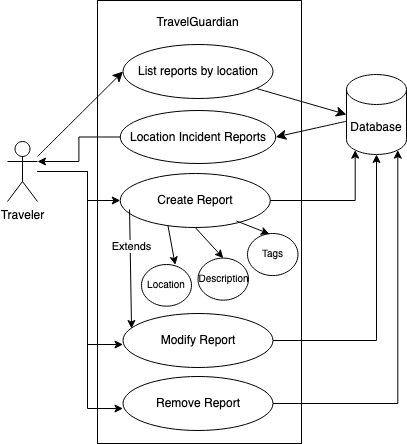 TravelGuardian
List reports by location
Location Incident Reports
Database
Traveler
Create Report
Extends
Tags
Location
Description
Modify Report
Remove Report